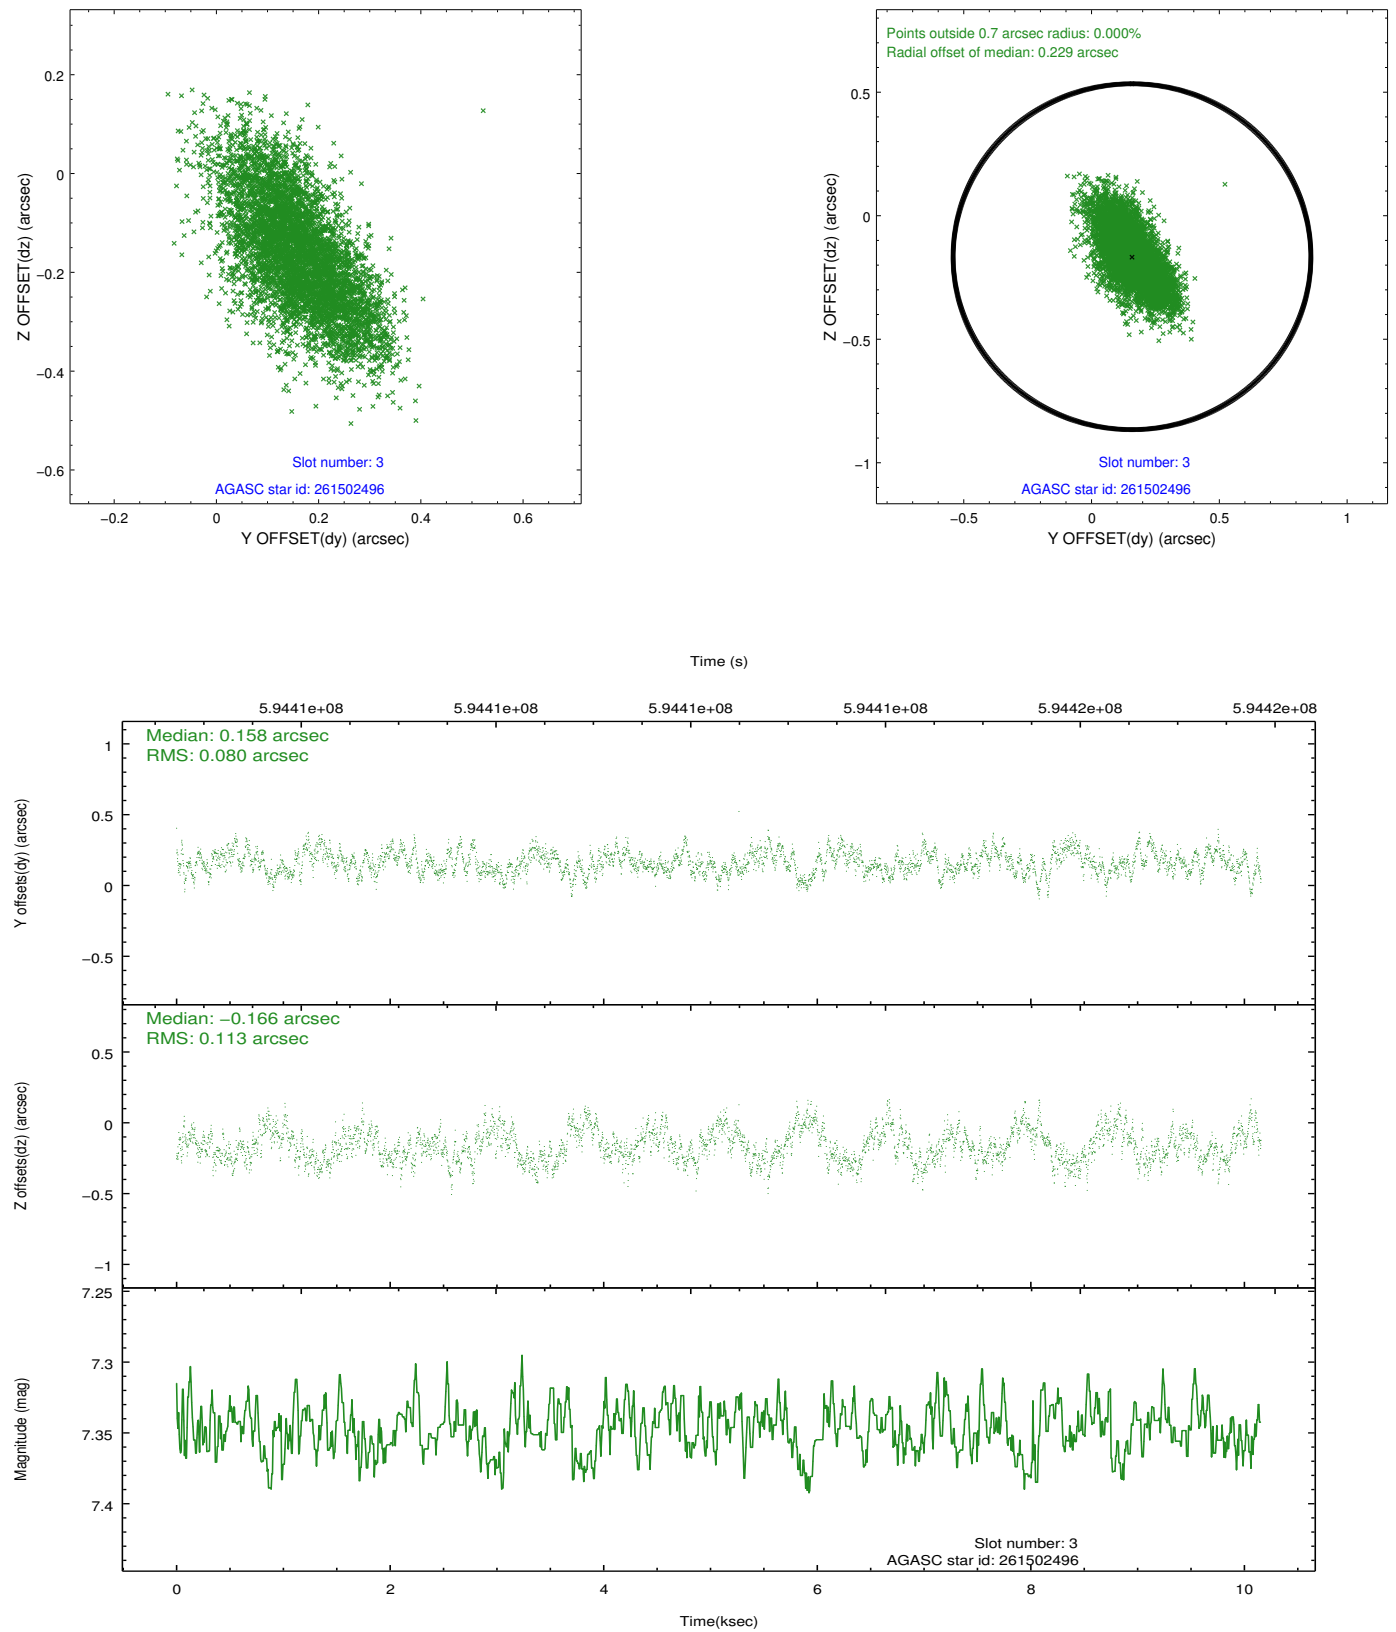 0.2
0
−0.2
−0.4
−0.6
Z OFFSET(dz) (arcsec)
Slot number: 3
AGASC star id: 261502496
−0.2 0 0.2 0.4 0.6
Y OFFSET(dy) (arcsec)
Points outside 0.7 arcsec radius: 0.000%
Radial offset of median: 0.229 arcsec
0.5
0
−0.5
−1
Z OFFSET(dz) (arcsec)
Slot number: 3
AGASC star id: 261502496
−0.5 0 0.5 1
Y OFFSET(dy) (arcsec)
Time (s)
5.9441e+08 5.9441e+08 5.9441e+08 5.9441e+08 5.9442e+08 5.9442e+08
Median: 0.158 arcsec
RMS: 0.080 arcsec
1
0.5
0
−0.5
Y offsets(dy) (arcsec)
Median: −0.166 arcsec
RMS: 0.113 arcsec
0.5
0
−0.5
−1
Z offsets(dz) (arcsec)
7.25
7.3
7.35
7.4
Magnitude (mag)
Slot number: 3
AGASC star id: 261502496
0 2 4 6 8 10
Time(ksec)